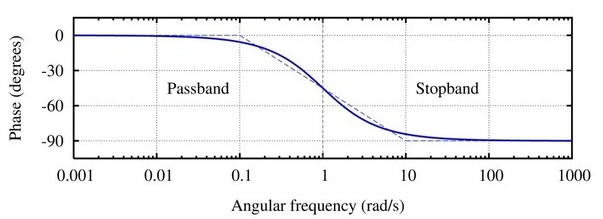 Phase (degrees)
0
-30
-60
-90
Passband
Stopband
0.001
0.01
0.1
1
10
100
1000
Angular frequency (rad/s)